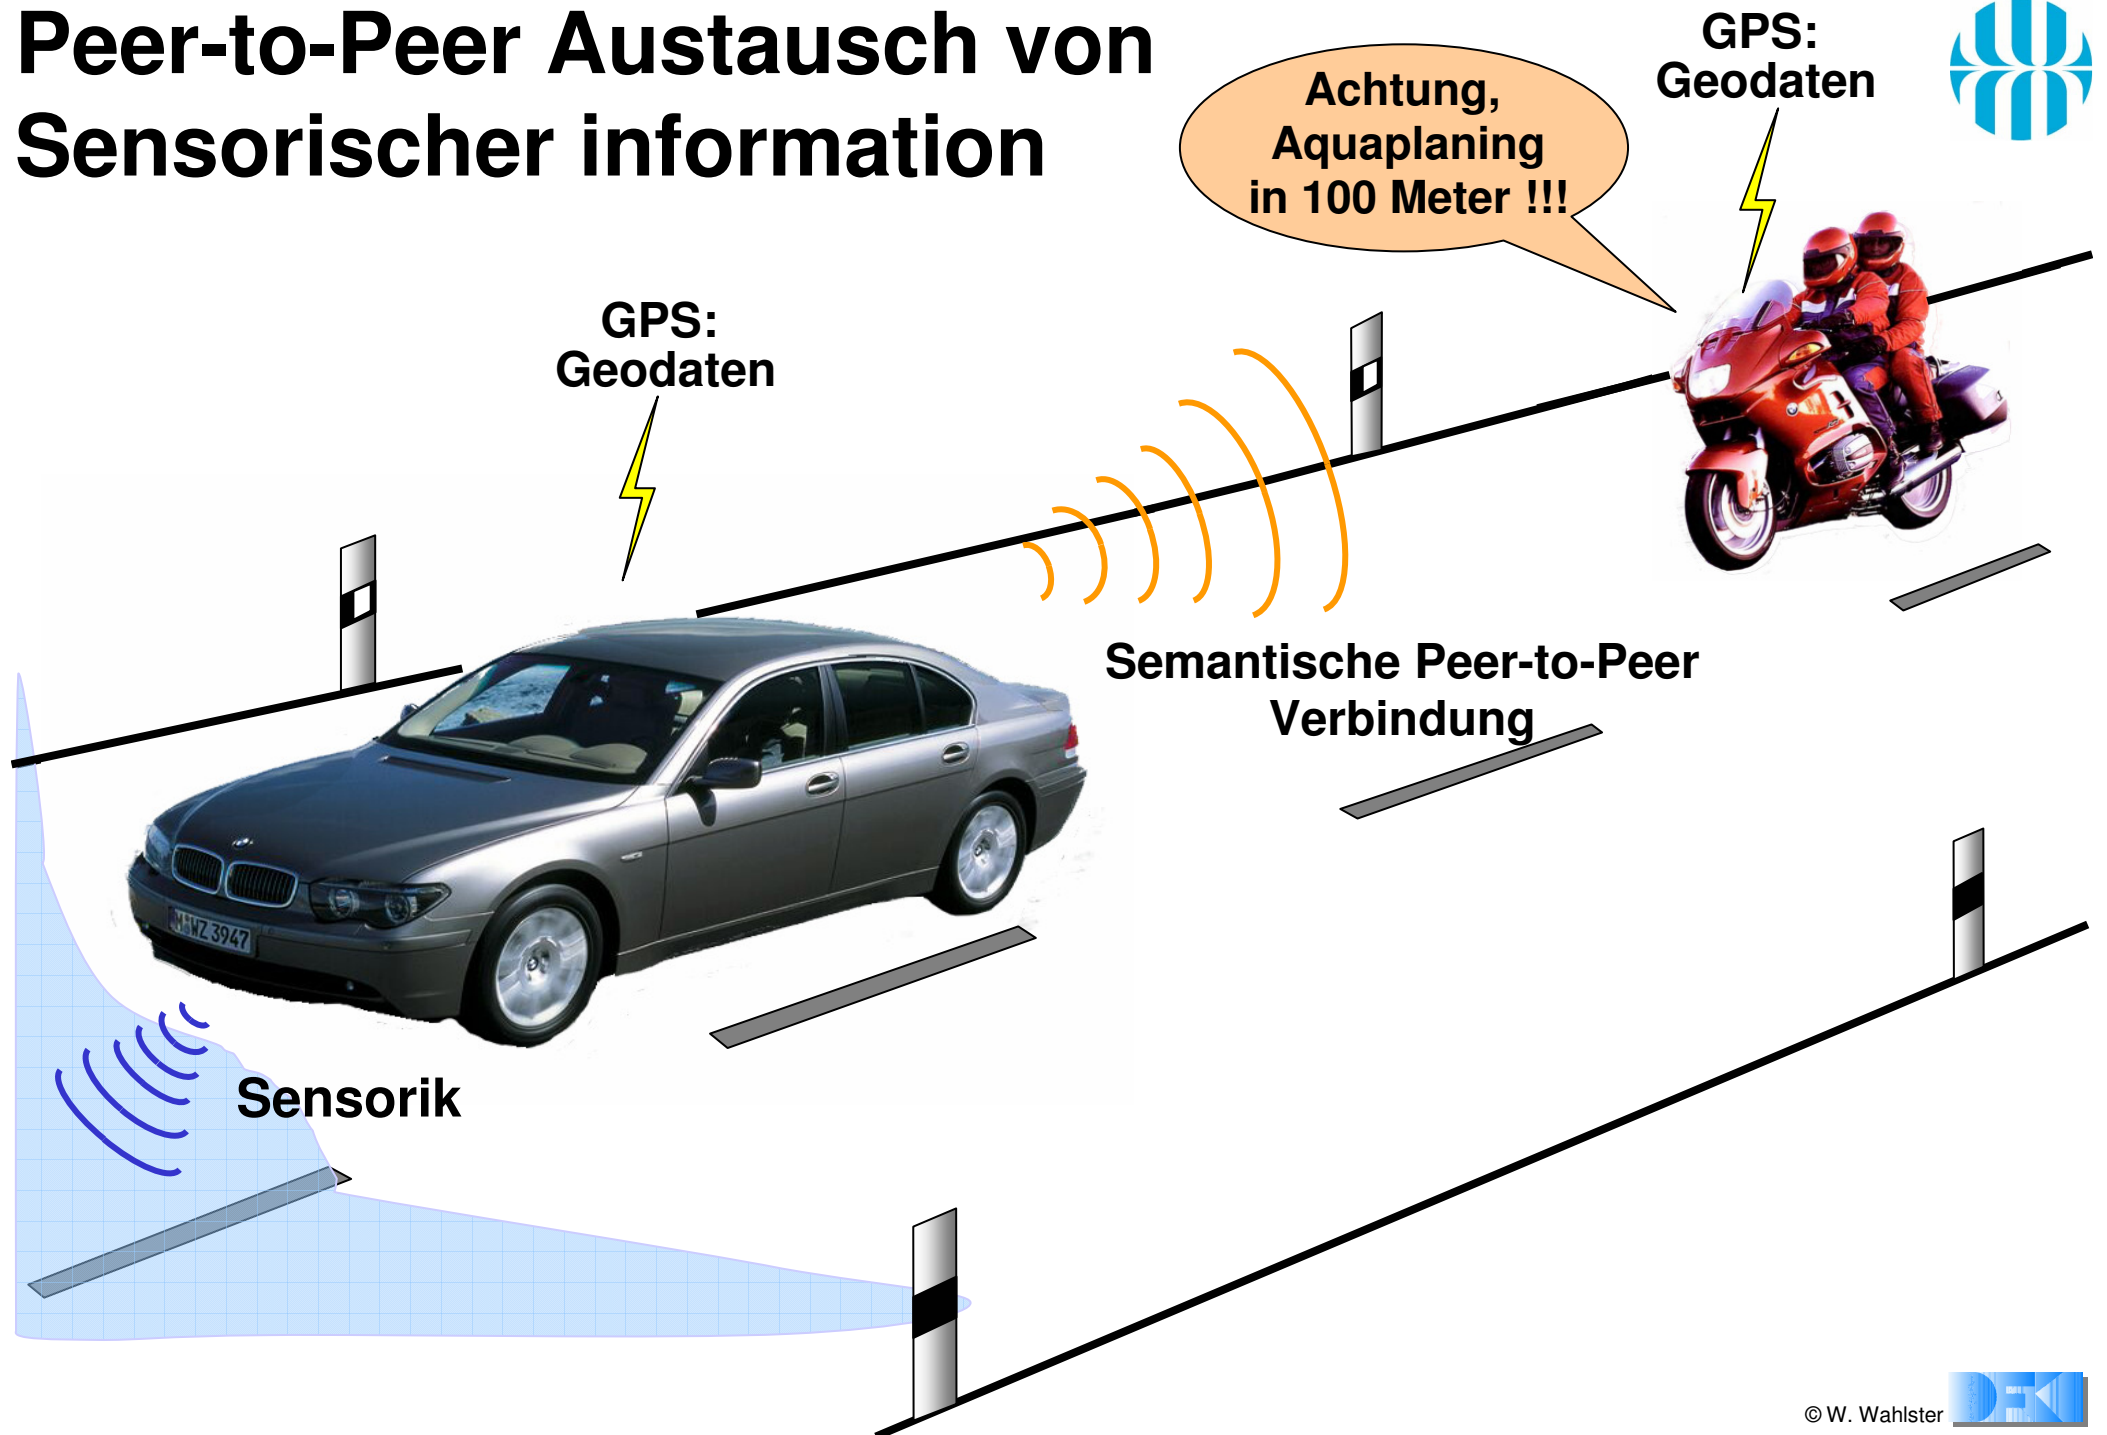 Peer-to-Peer Austausch von
Sensorischer information
GPS:
Geodaten
Achtung,
Aquaplaning
in 100 Meter !!!
GPS:
Geodaten
Semantische Peer-to-Peer
Verbindung
M WZ 3947
Sensorik
© W. Wahlster
DFKI